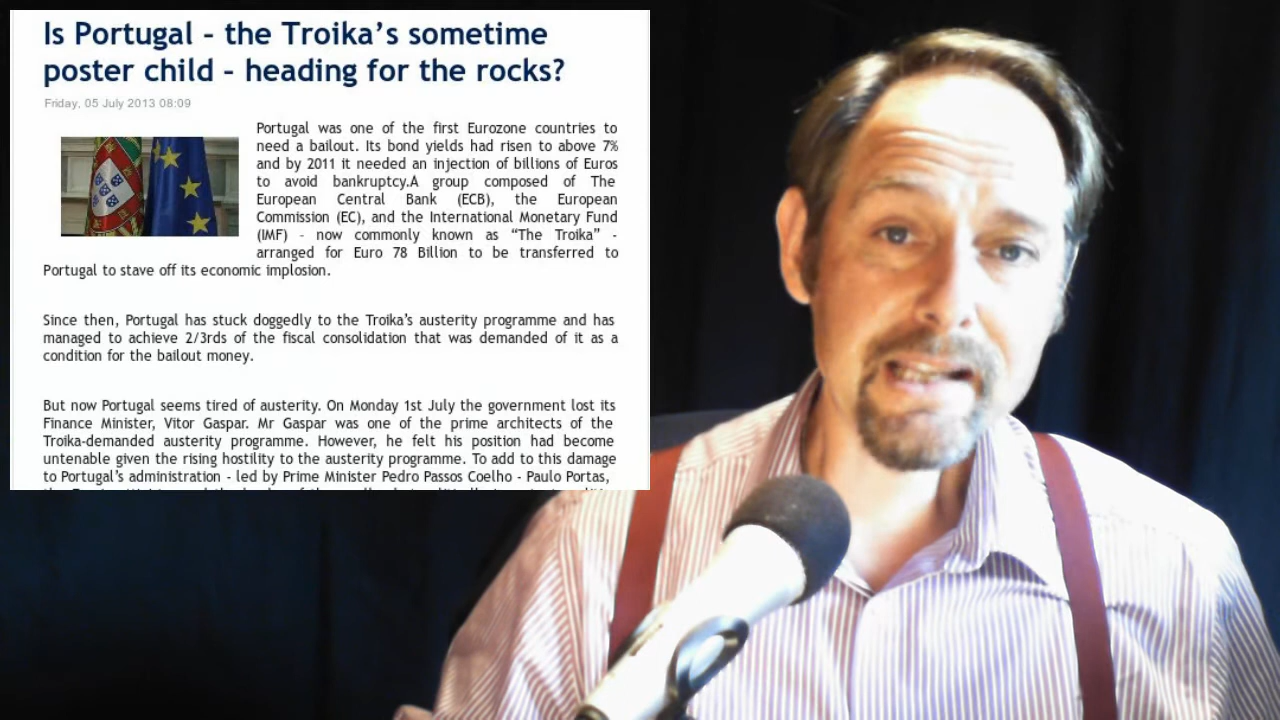 Is Portugal – the Troika’s sometime
poster child – heading for the rocks?
Friday, 05 July 2013 08:09
Portugal was one of the first Eurozone countries to
need a bailout. Its bond yields had risen to above 7%
and by 2011 it needed an injection of billions of Euros
to avoid bankruptcy.A group composed of The
European Central Bank (ECB), the European
Commission (EC), and the International Monetary Fund
(IMF) - now commonly known as “The Troika” -
arranged for Euro 78 Billion to be transferred to
Portugal to stave off its economic implosion.
Since then, Portugal has stuck doggedly to the Troika’s austerity programme and has
managed to achieve 2/3rds of the fiscal consolidation that was demanded of it as a
condition for the bailout money.
But now Portugal seems tired of austerity. On Monday 1st July the government lost its
Finance Minister, Vitor Gaspar. Mr Gaspar was one of the prime architects of the
Troika-demanded austerity programme. However, he felt his position had become
untenable given the rising hostility to the austerity programme. To add to this damage
to Portugal’s administration - led by Prime Minister Pedro Passos Coelho - Paulo Portas,